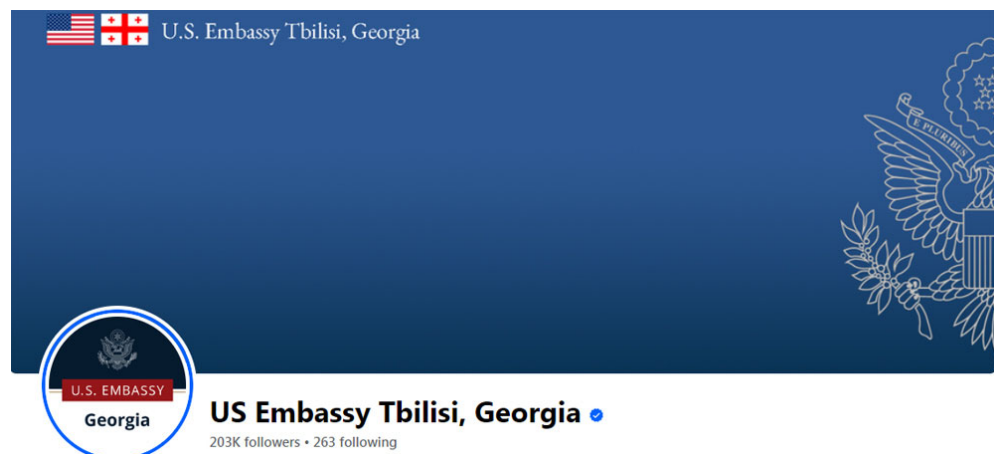 U.S. Embassy Tbilisi, Georgia
E PLURIBUS
U.S. EMBASSY
Georgia
US Embassy Tbilisi, Georgia
203K followers • 263 following